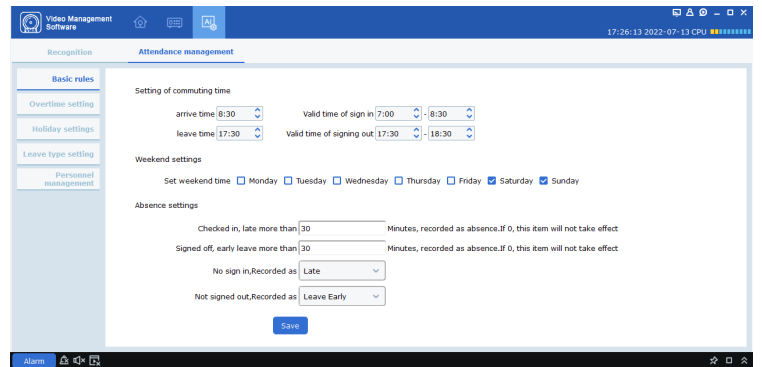 Video Management
Software
AI
17:26:13 2022-07-13 CPU
Recognition
Attendance management
Basic rules
Overtime setting
Holiday settings
Leave type setting
Personnel
management
Setting of commuting time
arrive time 8:30 Valid time of sign in 7:00 - 8:30
leave time 17:30 Valid time of signing out 17:30 - 18:30
Weekend settings
Set weekend time Monday Tuesday Wednesday Thursday Friday Saturday Sunday
Absence settings
Checked in, late more than 30 Minutes, recorded as absence.If 0, this item will not take effect
Signed off, early leave more than 30 Minutes, recorded as absence.If 0, this item will not take effect
No sign in,Recorded as Late
Not signed out,Recorded as Leave Early
Save
Alarm